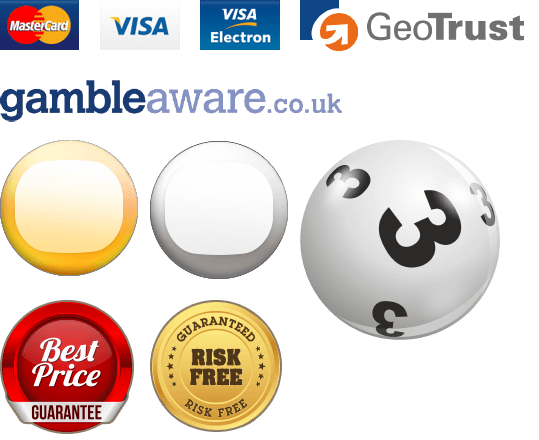 MasterCard
VISA
VISA
Electron
GeoTrust
gambleaware.co.uk
3
3
3
3
Best
Price
GUARANTEE
GUARANTEED
RISK
FREE
RISK FREE